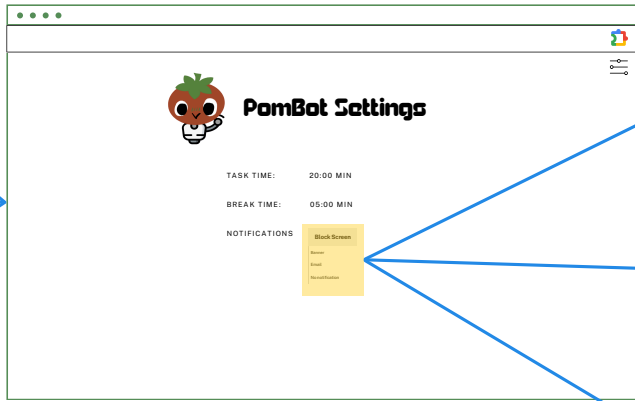 PomBot Settings
TASK TIME: 20:00 MIN
BREAK TIME: 05:00 MIN
NOTIFICATIONS Block Screen
Banner
Email
No notification